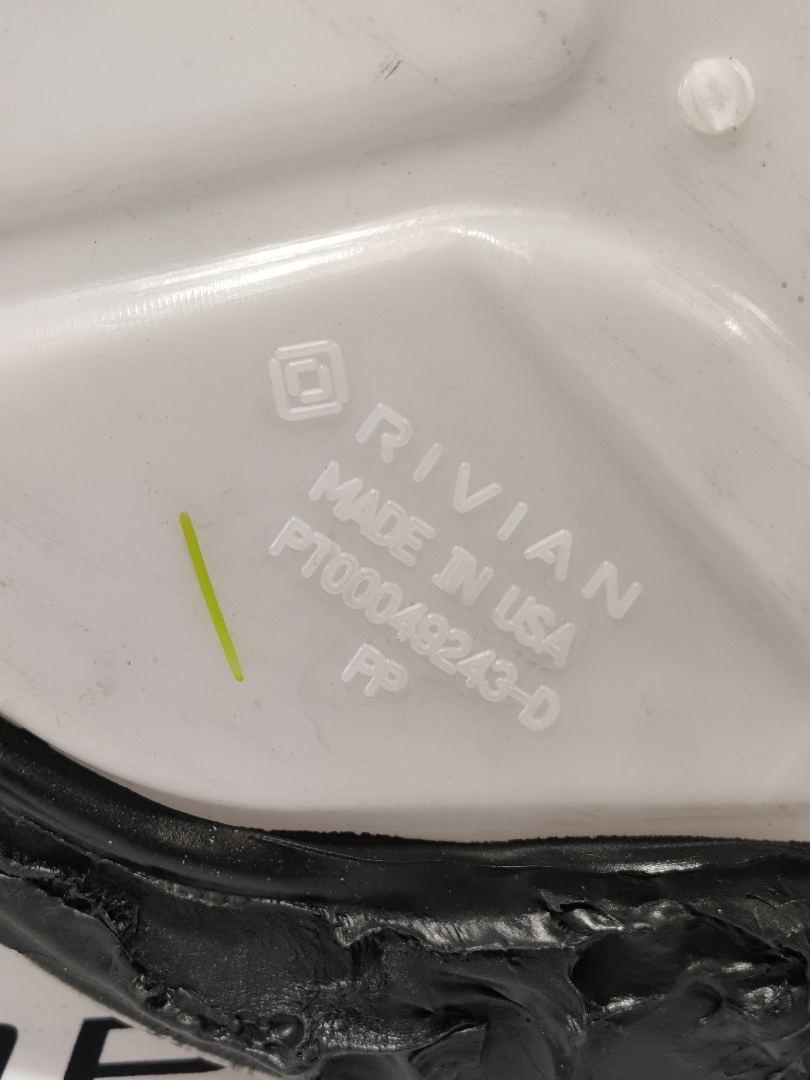 RIVIAN
MADE IN USA
PT00049243-D
PP